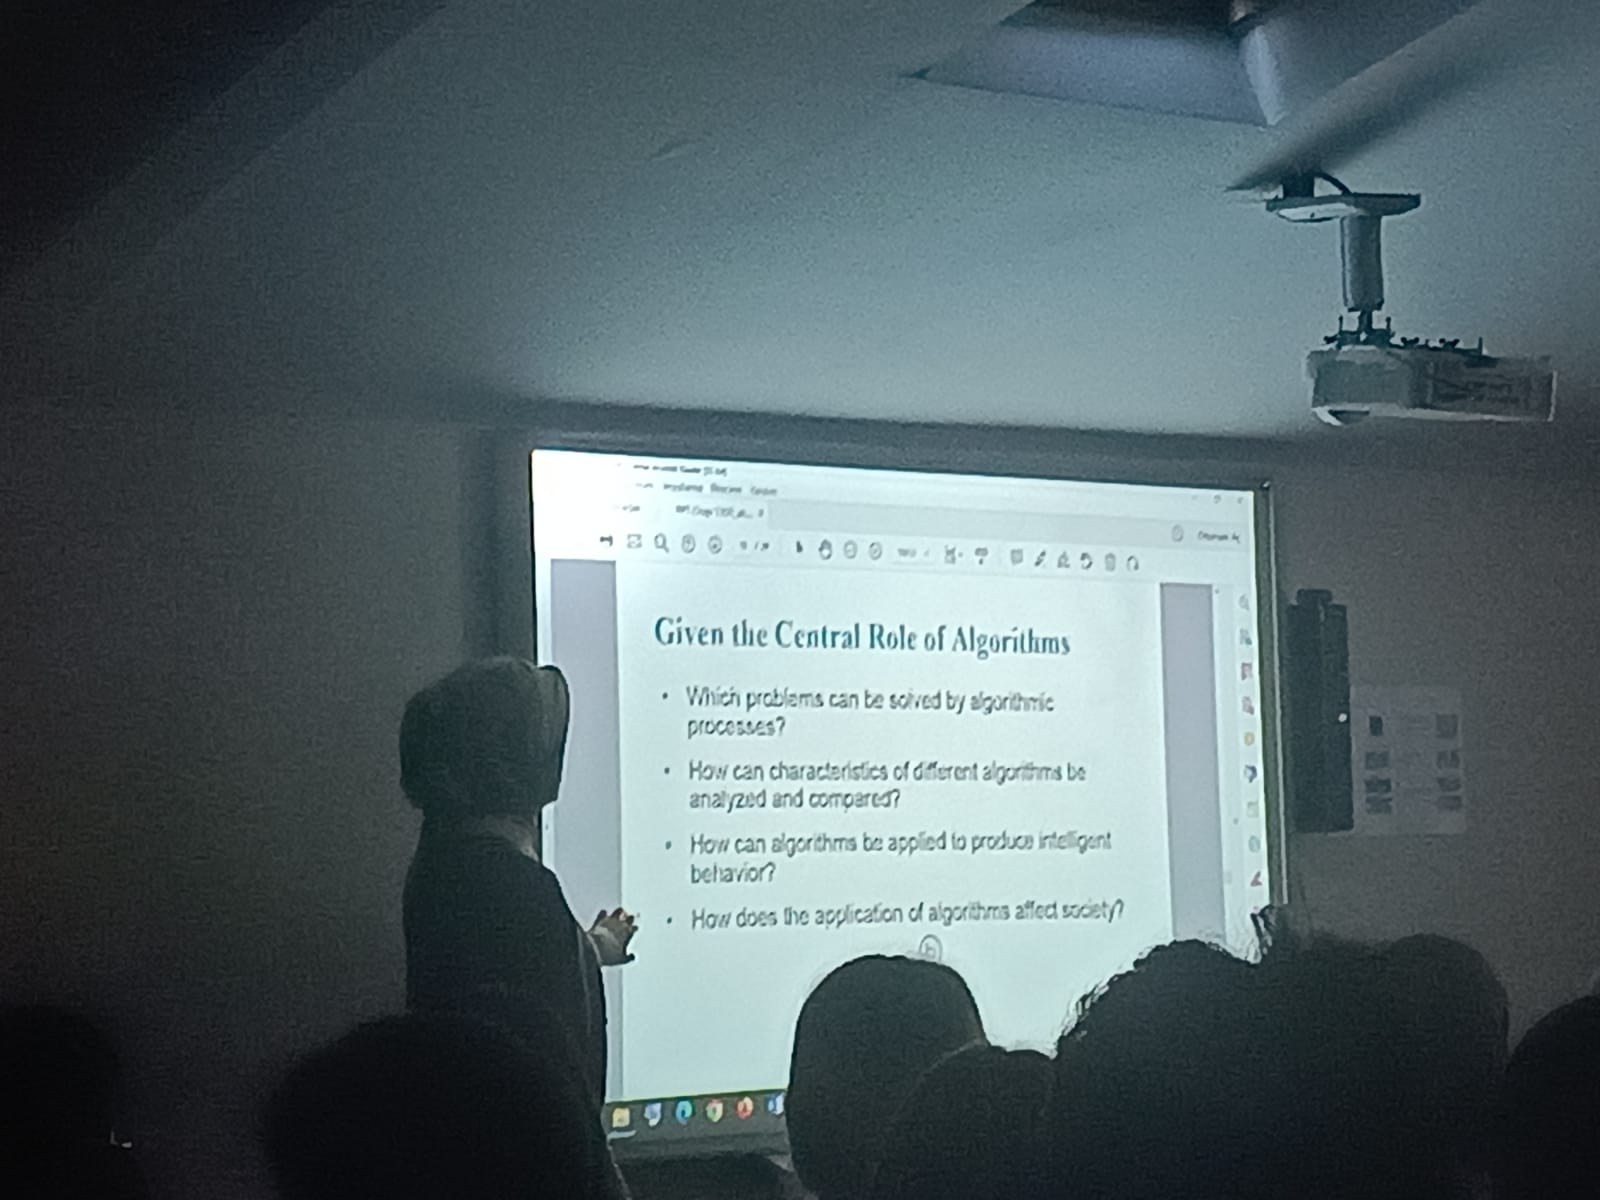 Given the Central Role of Algorithms
• Which problems can be solved by algorithmic
processes?
• How can characteristics of different algorithms be
analyzed and compared?
• How can algorithms be applied to produce intelligent
behavior?
• How does the application of algorithms affect society?